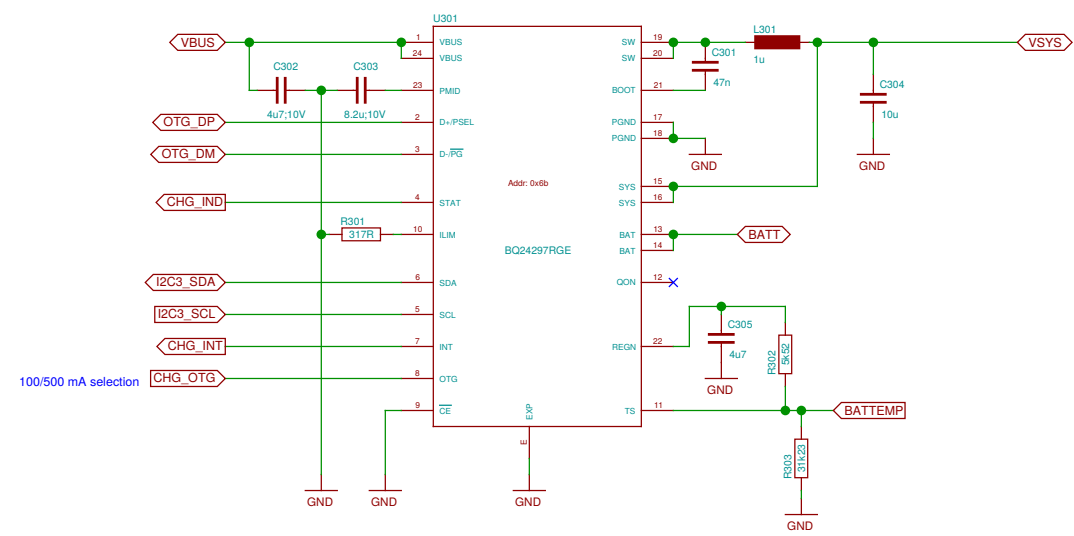 U301
VBUS
1
VBUS
24
VBUS
C302
4u7;10V
C303
8.2u;10V
23
PMID
OTG_DP
2
D+/PSEL
OTG_DM
3
D-/PG
CHG_IND
4
STAT
R301
317R
10
ILIM
I2C3_SDA
6
SDA
I2C3_SCL
5
SCL
CHG_INT
7
INT
100/500 mA selection
CHG_OTG
8
OTG
9
CE
GND
GND
Addr: 0x6b
BQ24297RGE
EXP
E
GND
SW
19
SW
20
L301
1u
VSYS
C301
47n
BOOT
21
C304
10u
GND
PGND
17
PGND
18
GND
SYS
15
SYS
16
BAT
13
BAT
14
BATT
QON
12
REGN
22
C305
4u7
GND
R302
5k52
TS
11
BATTEMP
R303
31k23
GND